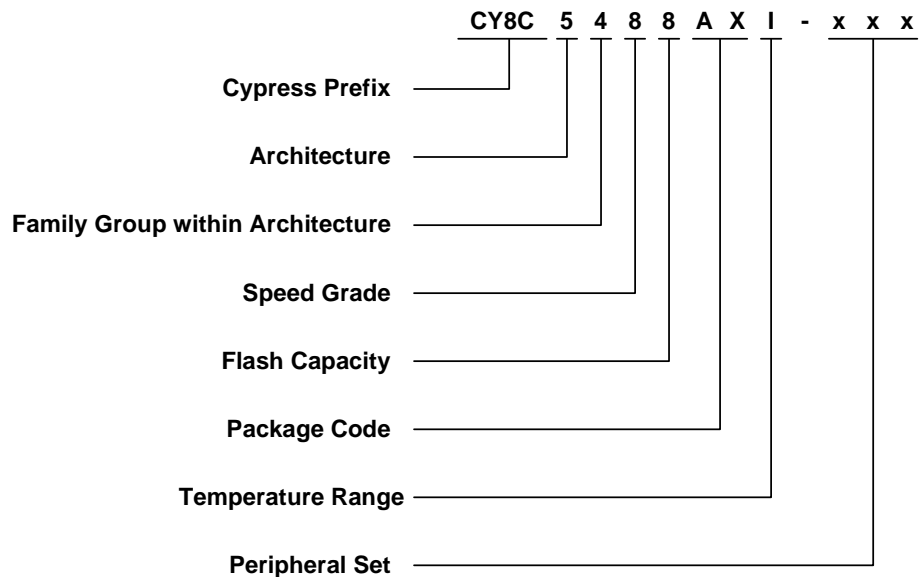 CY8C 5 4 8 8 A X I - x x x
Cypress Prefix
Architecture
Family Group within Architecture
Speed Grade
Flash Capacity
Package Code
Temperature Range
Peripheral Set